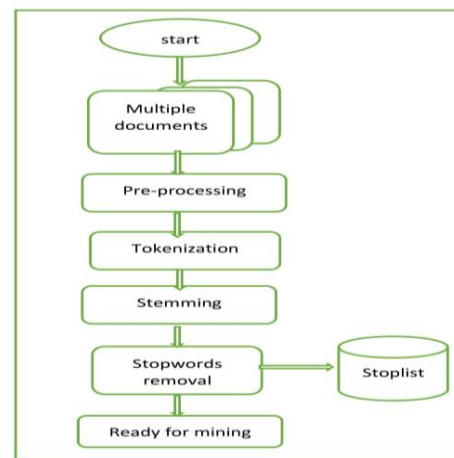 start
Multiple
documents
Pre-processing
Tokenization
Stemming
Stopwords
removal
Stoplist
Ready for mining